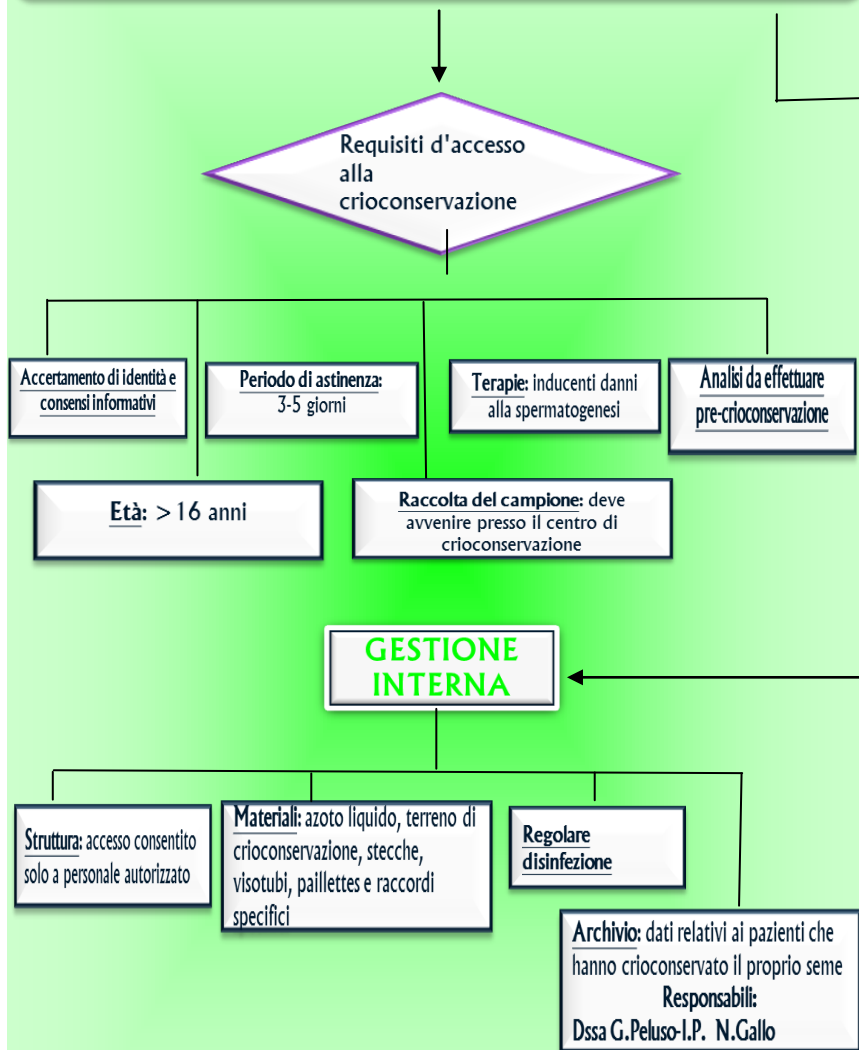 Requisiti d'accesso
alla
crioconservazione
Accertamento di identità e
consensi informativi
Periodo di astinenza:
3-5 giorni
Terapie: inducenti danni
alla spermatogenesi
Analisi da effettuare
pre-crioconservazione
Età: > 16 anni
Raccolta del campione: deve
avvenire presso il centro di
crioconservazione
GESTIONE
INTERNA
Struttura: accesso consentito
solo a personale autorizzato
Materiali: azoto liquido, terreno di
crioconservazione, stecche,
visotubi, paillettes e raccordi
specifici
Regolare
disinfezione
Archivio: dati relativi ai pazienti che
hanno crioconservato il proprio seme
Responsabili:
Dssa G.Peluso-I.P. N.Gallo